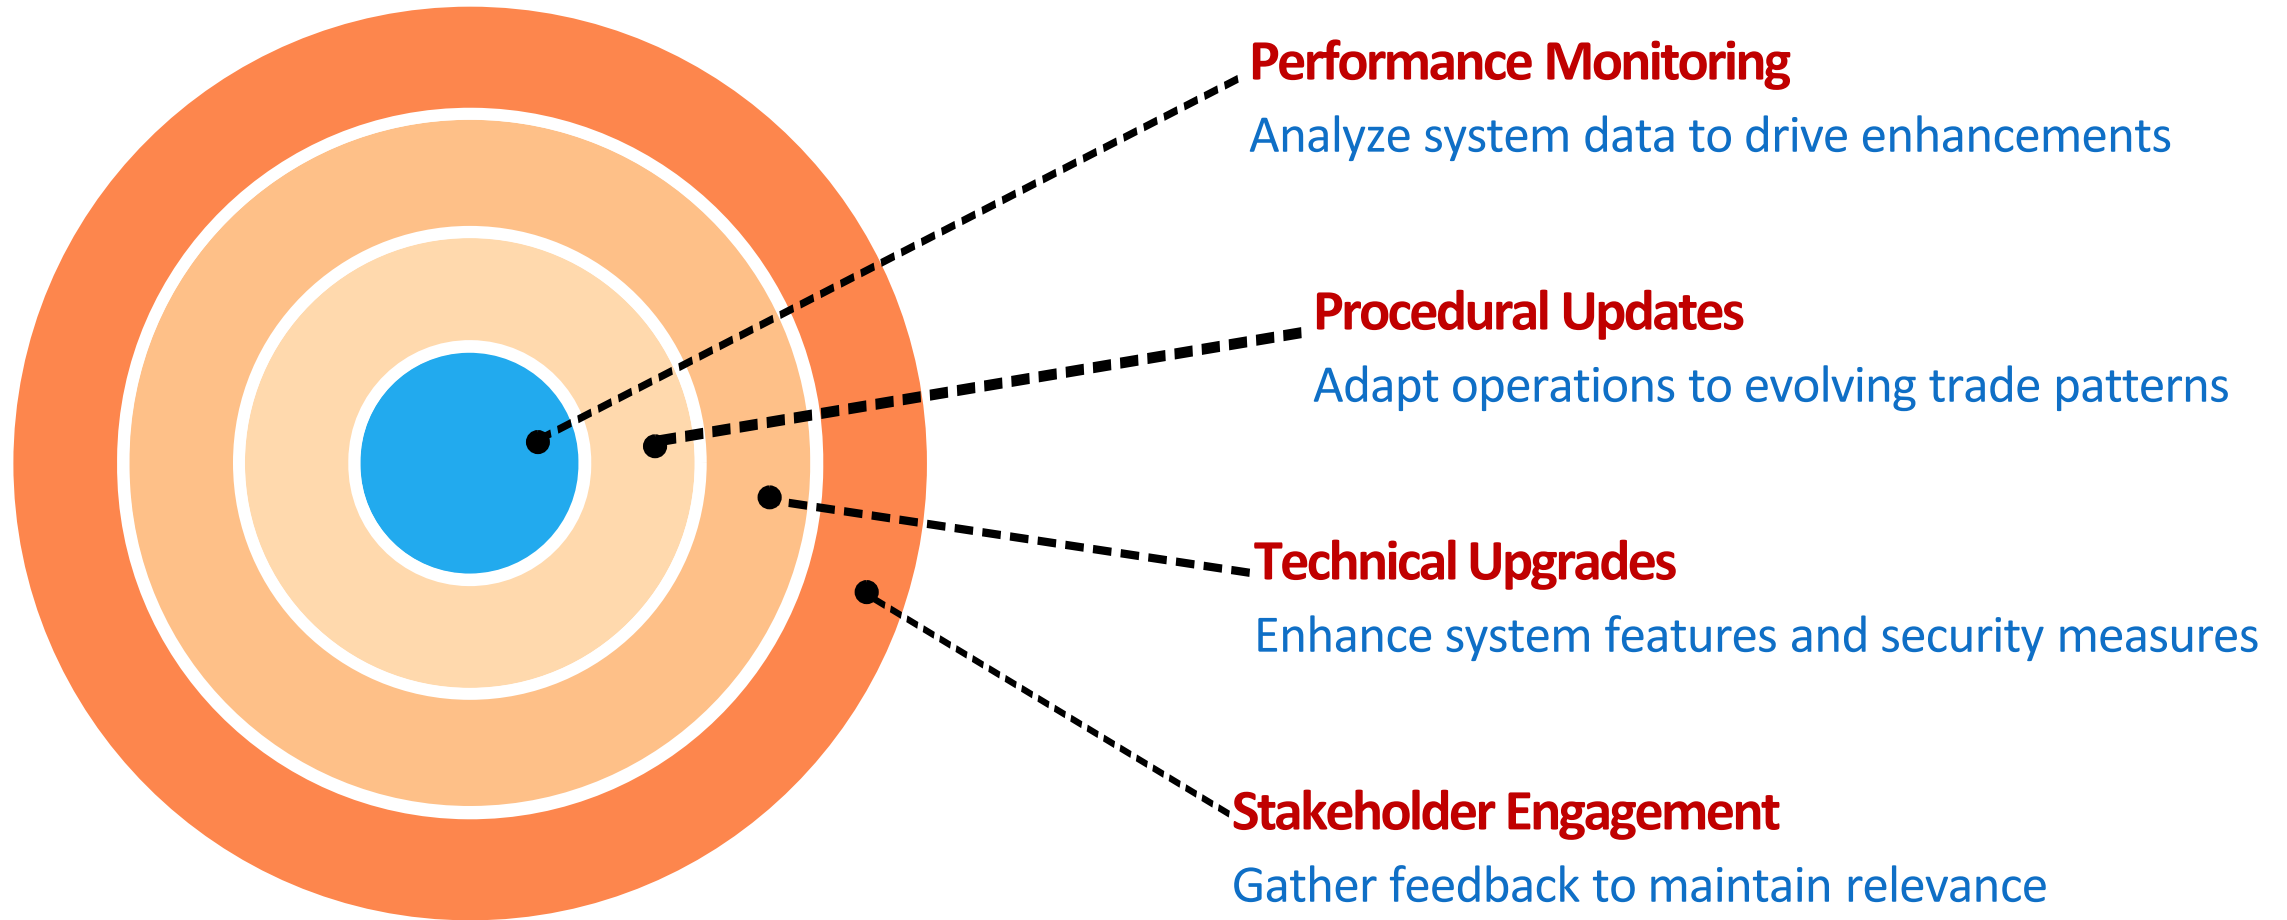 Performance Monitoring
Analyze system data to drive enhancements
Procedural Updates
Adapt operations to evolving trade patterns
Technical Upgrades
Enhance system features and security measures
Stakeholder Engagement
Gather feedback to maintain relevance